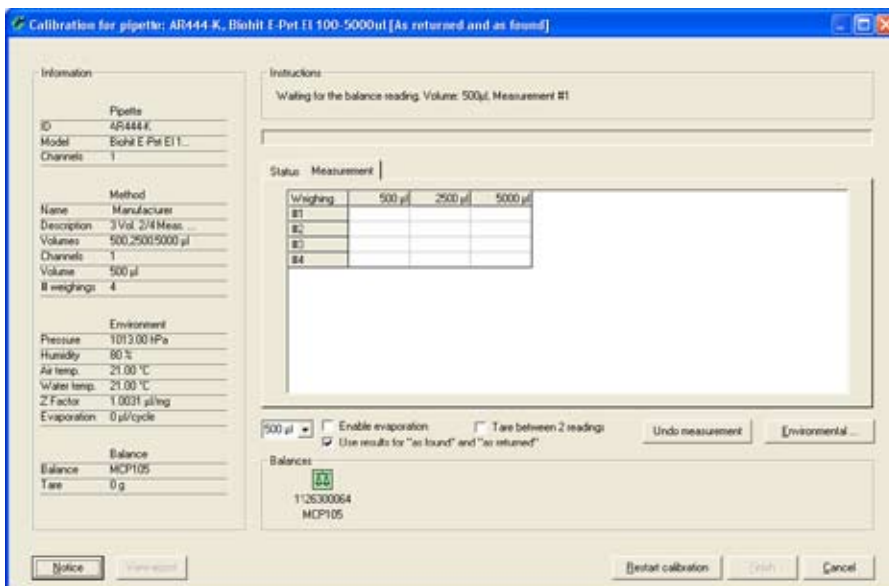 Calibration for pipette: AR444-K, Biohit E-Pet El 100-5000ul [As returned and as found]
Information
Pipette
ID AR444-K
Model Biohit E-Pet El 1...
Channels 1
Method
Name Manufacturer
Description 3 Vol. 2/4 Meas. ...
Volumes 500,2500,5000 µl
Channels 1
Volume 500 µl
# weighings 4
Environment
Pressure 1013.00 hPa
Humidity 80 %
Air temp. 21.00 °C
Water temp. 21.00 °C
Z Factor 1.0031 µl/mg
Evaporation 0 µl/cycle
Balance
Balance MCP105
Tare 0 g
Instructions
Waiting for the balance reading, Volume: 500µl, Measurement #1
Status Measurement
Weighing 500 µl 2500 µl 5000 µl
#1
#2
#3
#4
500 µl Enable evaporation Tare between 2 readings Undo measurement Environmental ...
Use results for "as found" and "as returned"
Balances
1126300064
MCP105
Notice View report Restart calibration Finish Cancel